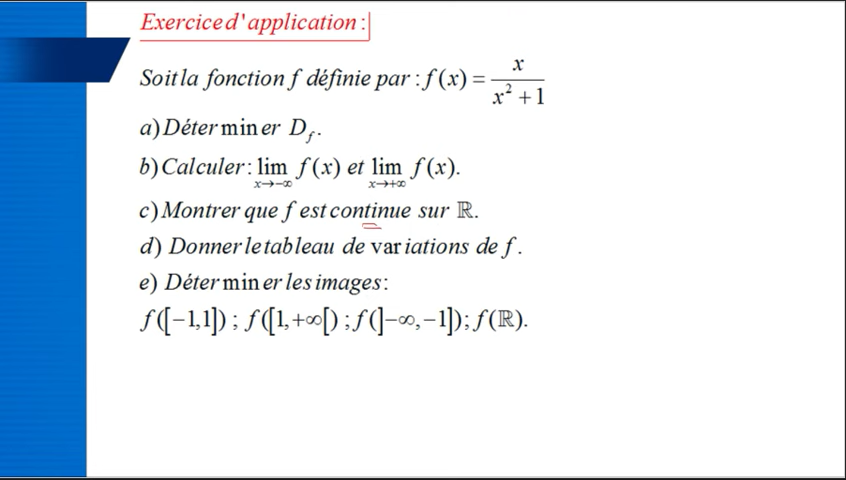 Exercice d'application :
Soit la fonction f définie par : f(x) = x / (x² + 1)
a) Déterminer D_f.
b) Calculer : lim_{x→−∞} f(x) et lim_{x→+∞} f(x).
c) Montrer que f est continue sur ℝ.
d) Donner le tableau de variations de f.
e) Déterminer les images :
f([−1,1]) ; f([1,+∞[) ; f(]−∞,−1]); f(ℝ).